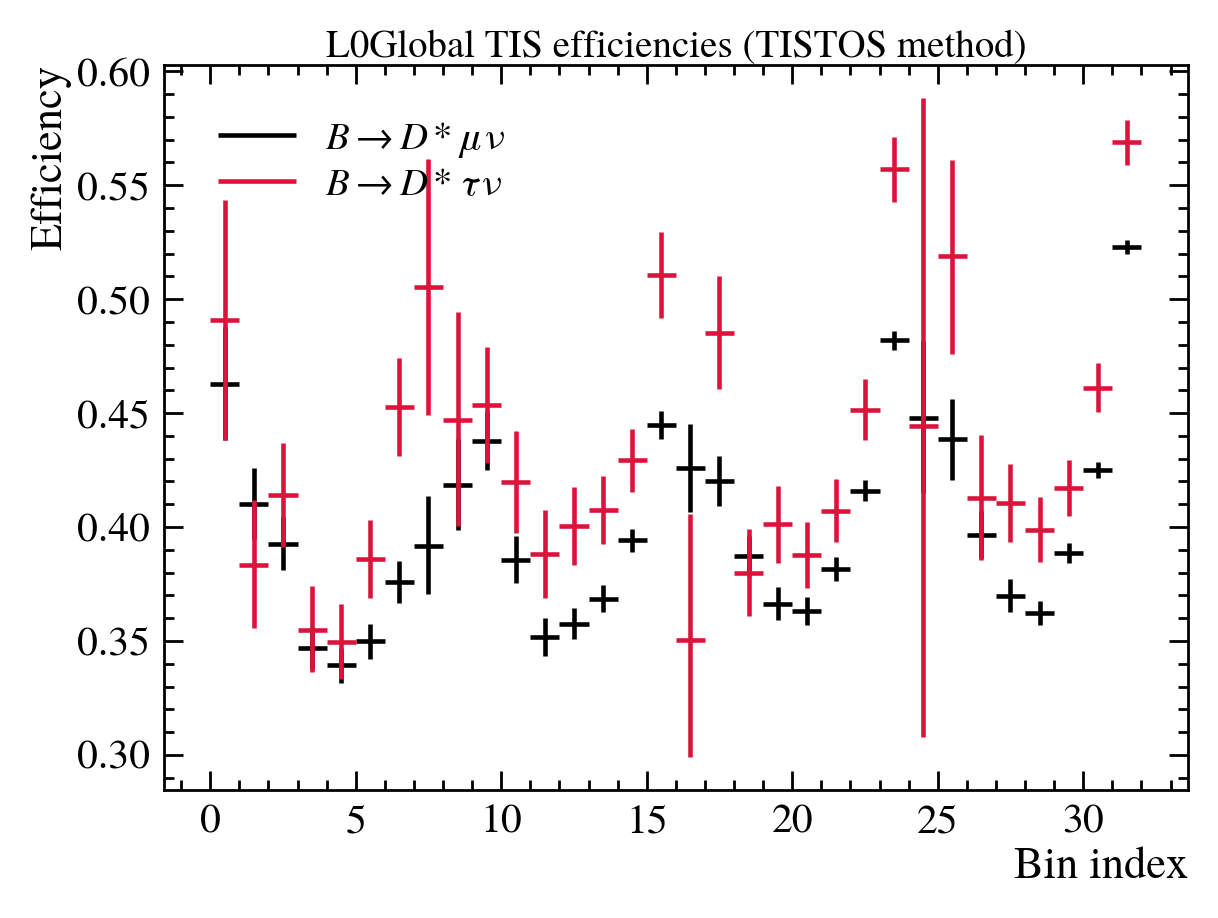 L0Global TIS efficiencies (TISTOS method)
Efficiency
B → D * μν
B → D * τν
0.60
0.55
0.50
0.45
0.40
0.35
0.30
0 5 10 15 20 25 30
Bin index